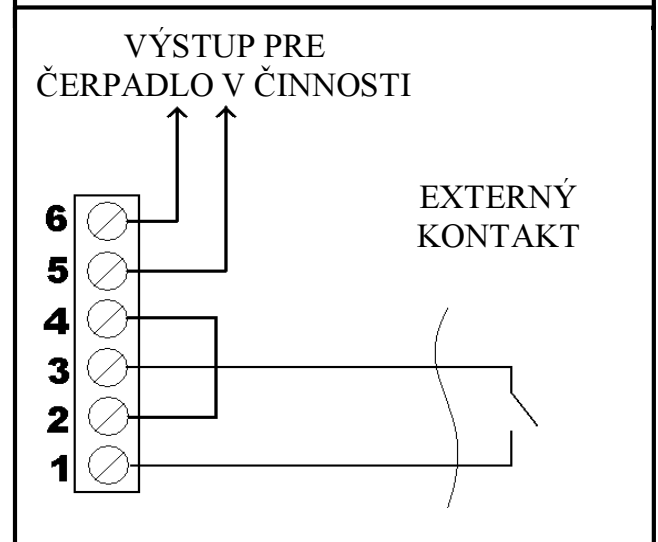 VÝSTUP PRE
ČERPADLO V ČINNOSTI
EXTERNÝ
KONTAKT
6
5
4
3
2
1